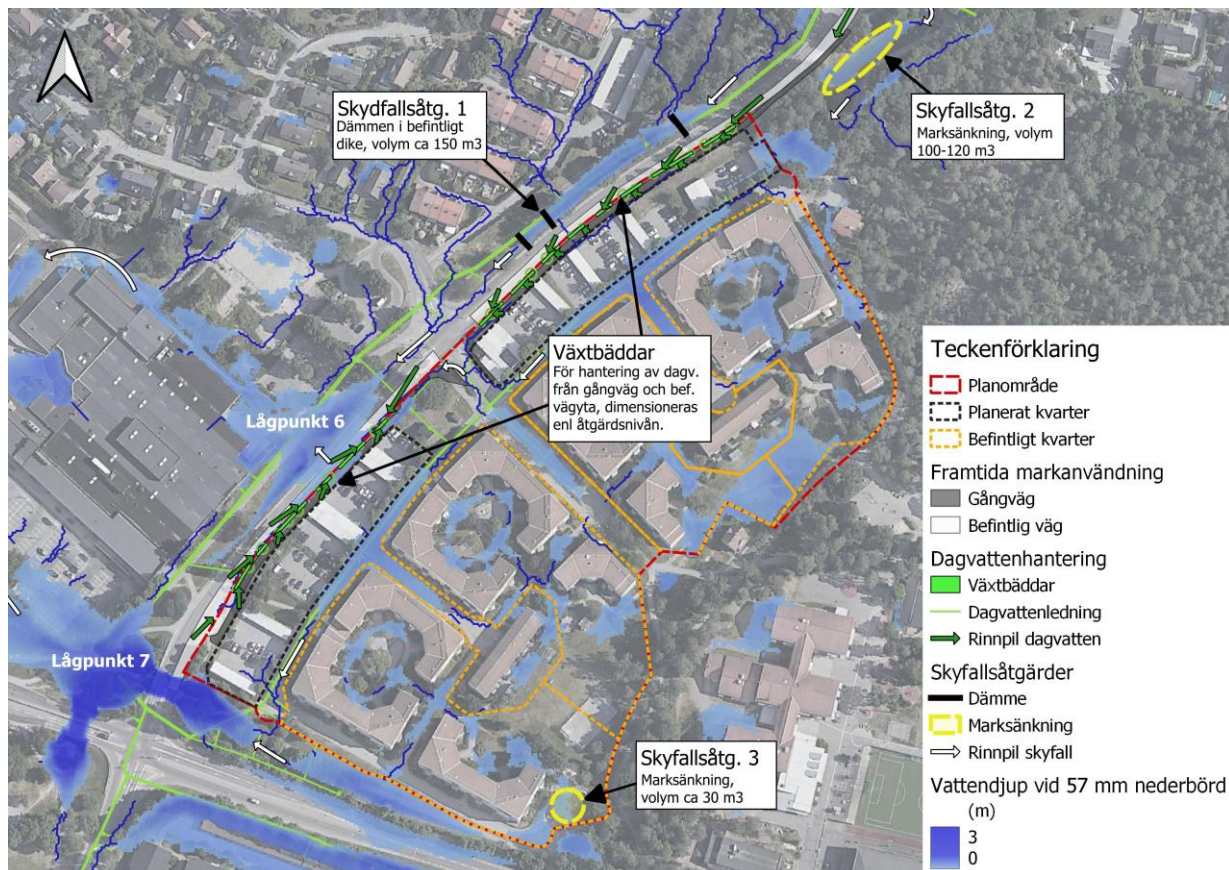 Skydfallsåtg. 1
Dämmen i befintligt
dike, volym ca 150 m3
Skyfallsåtg. 2
Marksänkning, volym
100-120 m3
Växtbäddar
För hantering av dagv.
från gångväg och bef.
vägyta, dimensioneras
enl åtgärdsnivån.
Lågpunkt 6
Lågpunkt 7
Skyfallsåtg. 3
Marksänkning,
volym ca 30 m3
Teckenförklaring
Planområde
Planerat kvarter
Befintligt kvarter
Framtida markanvändning
Gångväg
Befintlig väg
Dagvattenhantering
Växtbäddar
Dagvattenledning
Rinnpil dagvatten
Skyfallsåtgärder
Dämme
Marksänkning
Rinnpil skyfall
Vattendjup vid 57 mm nederbörd
(m)
3
0